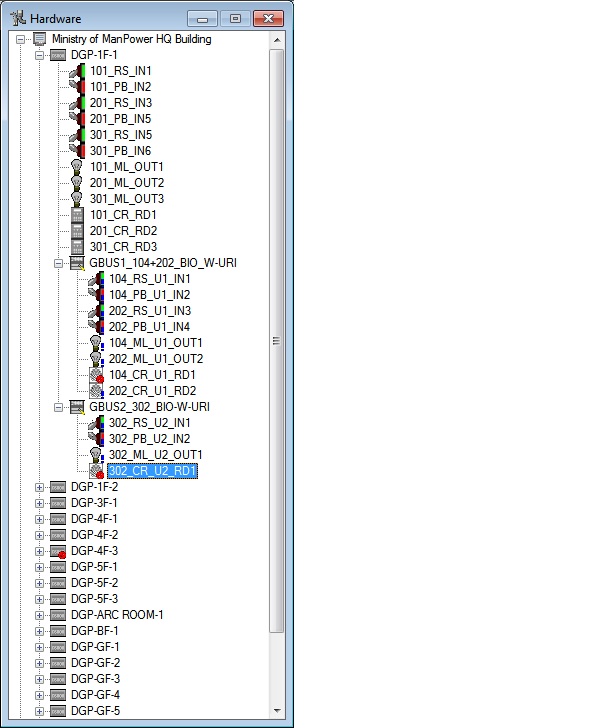 Hardware
Ministry of ManPower HQ Building
DGP-1F-1
101_RS_IN1
101_PB_IN2
201_RS_IN3
201_PB_IN5
301_RS_IN5
301_PB_IN6
101_ML_OUT1
201_ML_OUT2
301_ML_OUT3
101_CR_RD1
201_CR_RD2
301_CR_RD3
GBUS1_104+202_BIO_W-URI
104_RS_U1_IN1
104_PB_U1_IN2
202_RS_U1_IN3
202_PB_U1_IN4
104_ML_U1_OUT1
202_ML_U1_OUT2
104_CR_U1_RD1
202_CR_U1_RD2
GBUS2_302_BIO-W-URI
302_RS_U2_IN1
302_PB_U2_IN2
302_ML_U2_OUT1
302_CR_U2_RD1
DGP-1F-2
DGP-3F-1
DGP-4F-1
DGP-4F-2
DGP-4F-3
DGP-5F-1
DGP-5F-2
DGP-5F-3
DGP-ARC ROOM-1
DGP-BF-1
DGP-GF-1
DGP-GF-2
DGP-GF-3
DGP-GF-4
DGP-GF-5